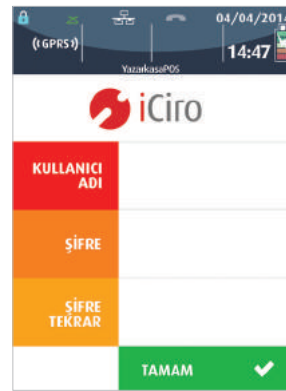 04/04/2014
((GPRS))
14:47
YazarkasaPOS
iCiro
KULLANICI
ADI
ŞİFRE
ŞİFRE
TEKRAR
TAMAM